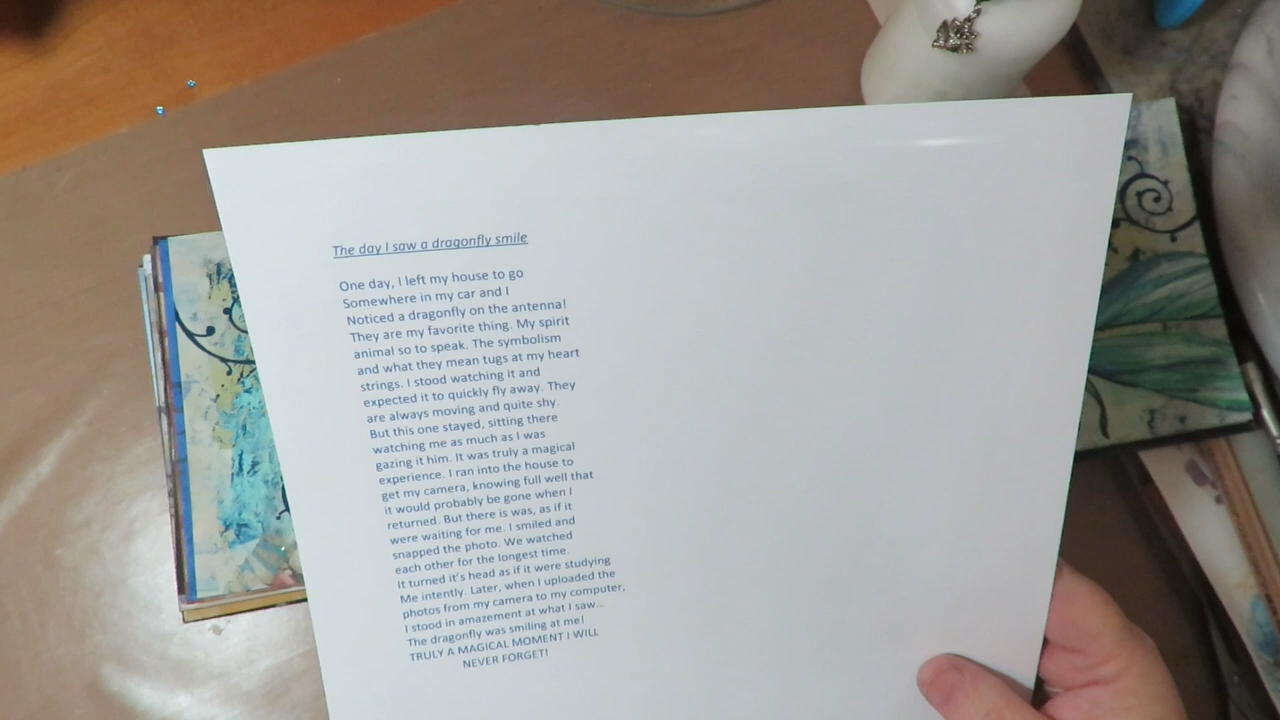 The day I saw a dragonfly smile
One day, I left my house to go
Somewhere in my car and I
Noticed a dragonfly on the antenna!
They are my favorite thing. My spirit
animal so to speak. The symbolism
and what they mean tugs at my heart
strings. I stood watching it and
expected it to quickly fly away. They
are always moving and quite shy.
But this one stayed, sitting there
watching me as much as I was
gazing it him. It was truly a magical
experience. I ran into the house to
get my camera, knowing full well that
it would probably be gone when I
returned. But there is was, as if it
were waiting for me. I smiled and
snapped the photo. We watched
each other for the longest time.
It turned it's head as if it were studying
Me intently. Later, when I uploaded the
photos from my camera to my computer,
I stood in amazement at what I saw...
The dragonfly was smiling at me!
TRULY A MAGICAL MOMENT I WILL
NEVER FORGET!